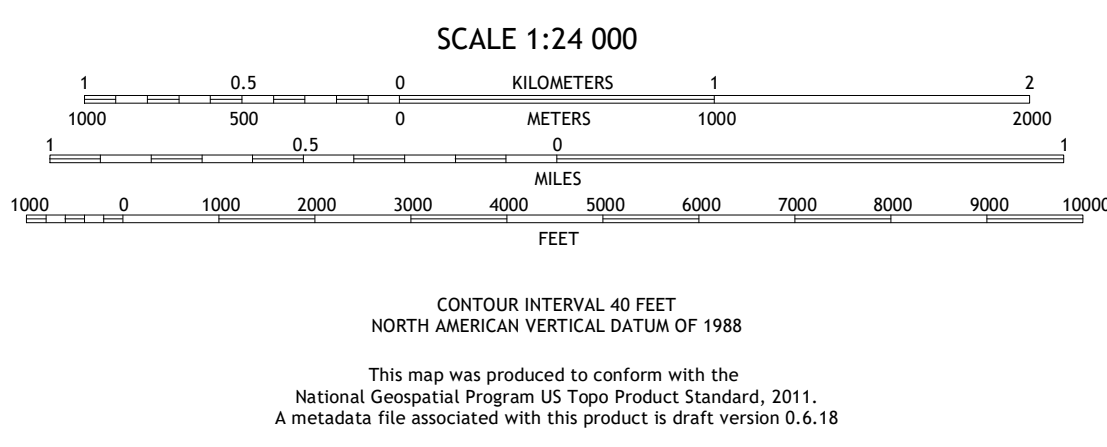 SCALE 1:24 000
1 0.5 0 KILOMETERS 1 2
1000 500 0 METERS 1000 2000
1 0.5 0 1
MILES
1000 0 1000 2000 3000 4000 5000 6000 7000 8000 9000 10000
FEET
CONTOUR INTERVAL 40 FEET
NORTH AMERICAN VERTICAL DATUM OF 1988
This map was produced to conform with the
National Geospatial Program US Topo Product Standard, 2011.
A metadata file associated with this product is draft version 0.6.18